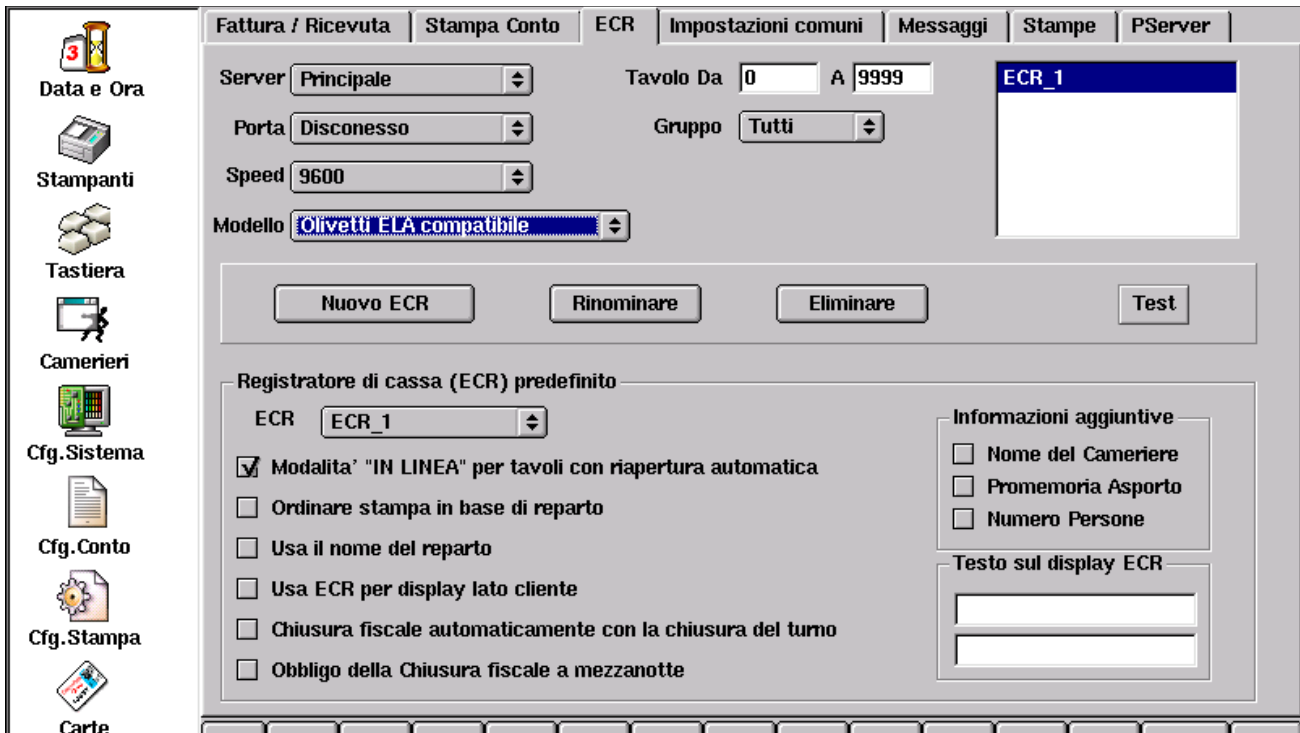 Fattura / Ricevuta
Stampa Conto
ECR
Impostazioni comuni
Messaggi
Stampe
PServer
3
Data e Ora
Stampanti
Tastiera
Camerieri
Cfg.Sistema
Cfg.Conto
Cfg.Stampa
Carte
Server Principale
Tavolo Da 0 A 9999
ECR_1
Porta Disconesso
Gruppo Tutti
Speed 9600
Modello Olivetti ELA compatibile
Nuovo ECR
Rinominare
Eliminare
Test
Registratore di cassa (ECR) predefinito
ECR ECR_1
Modalita' "IN LINEA" per tavoli con riapertura automatica
Ordinare stampa in base di reparto
Usa il nome del reparto
Usa ECR per display lato cliente
Chiusura fiscale automaticamente con la chiusura del turno
Obbligo della Chiusura fiscale a mezzanotte
Informazioni aggiuntive
Nome del Cameriere
Promemoria Asporto
Numero Persone
Testo sul display ECR